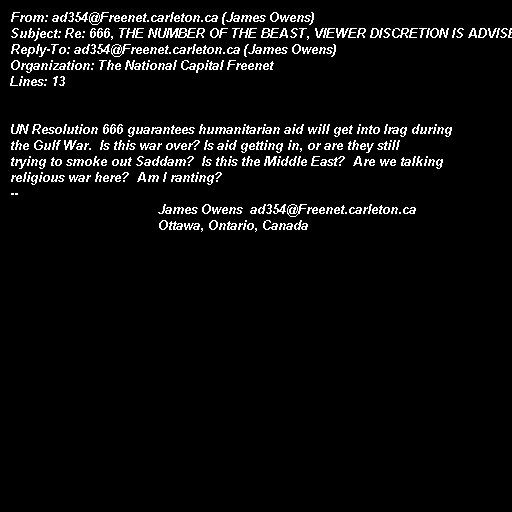 From: ad354@Freenet.carleton.ca (James Owens)
Subject: Re: 666, THE NUMBER OF THE BEAST, VIEWER DISCRETION IS ADVISE
Reply-To: ad354@Freenet.carleton.ca (James Owens)
Organization: The National Capital Freenet
Lines: 13
UN Resolution 666 guarantees humanitarian aid will get into Iraq during
the Gulf War.  Is this war over? Is aid getting in, or are they still
trying to smoke out Saddam?  Is this the Middle East?  Are we talking
religious war here?  Am I ranting?
--
James Owens  ad354@Freenet.carleton.ca
Ottawa, Ontario, Canada